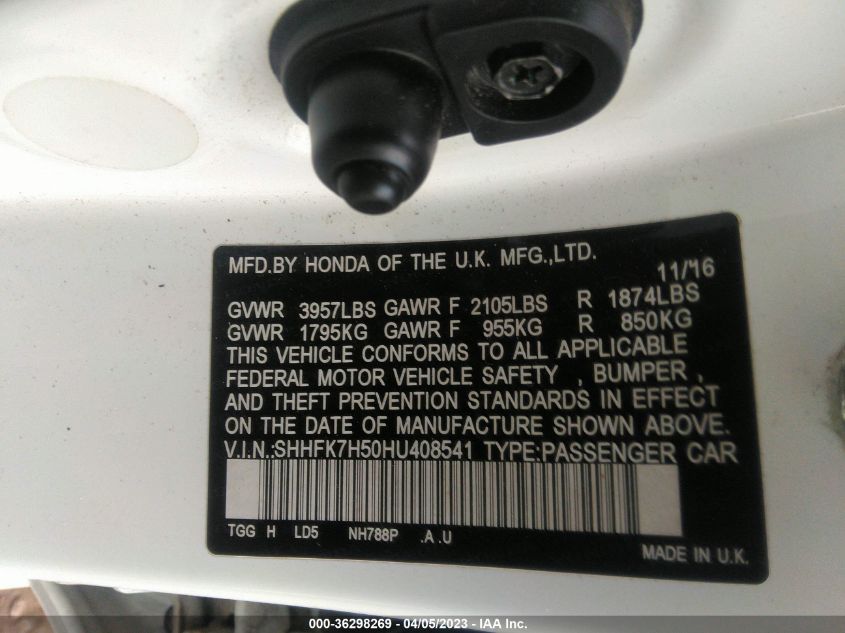 MFD.BY HONDA OF THE U.K. MFG.,LTD.
11/16
GVWR 3957LBS GAWR F 2105LBS R 1874LBS
GVWR 1795KG GAWR F 955KG R 850KG
THIS VEHICLE CONFORMS TO ALL APPLICABLE
FEDERAL MOTOR VEHICLE SAFETY , BUMPER ,
AND THEFT PREVENTION STANDARDS IN EFFECT
ON THE DATE OF MANUFACTURE SHOWN ABOVE.
V.I.N.:SHHFK7H50HU408541 TYPE:PASSENGER CAR
TGG H LD5 NH788P .A .U
MADE IN U.K.
000-36298269 - 04/05/2023 - IAA Inc.